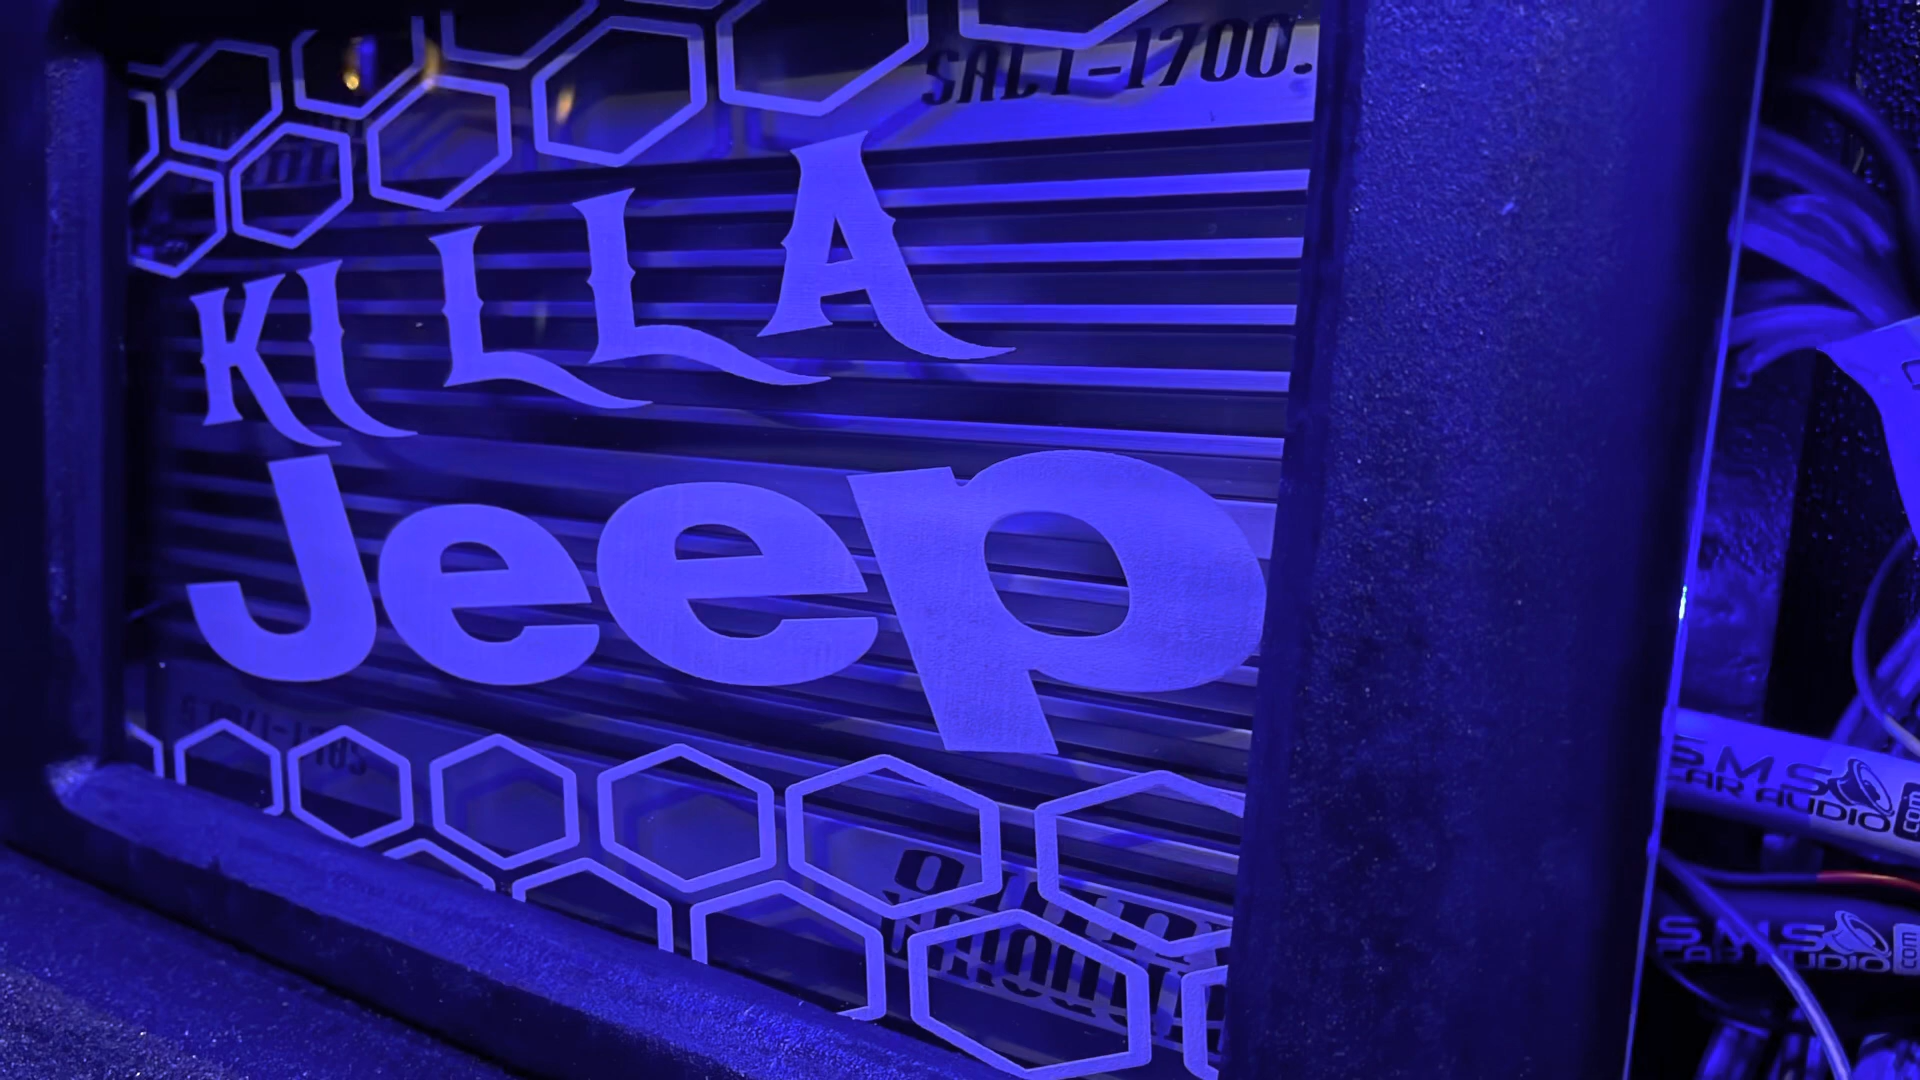 SALT-1700.
KILLA
Jeep
SMS
CAR AUDIO
SMS
CAR AUDIO